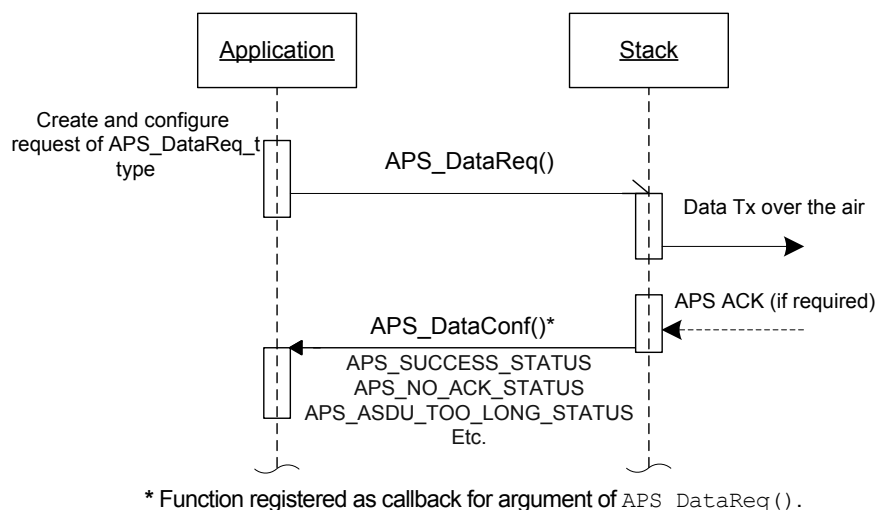 Application
Stack
Create and configure
request of APS_DataReq_t
type
APS_DataReq()
Data Tx over the air
APS ACK (if required)
APS_DataConf()*
APS_SUCCESS_STATUS
APS_NO_ACK_STATUS
APS_ASDU_TOO_LONG_STATUS
Etc.
* Function registered as callback for argument of APS_DataReq().